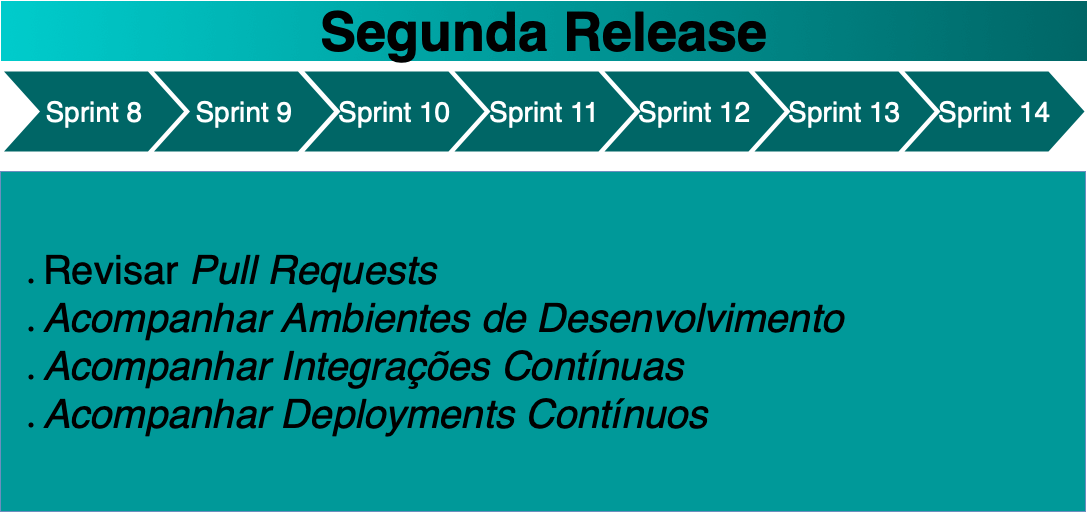 Segunda Release
Sprint 8 Sprint 9 Sprint 10 Sprint 11 Sprint 12 Sprint 13 Sprint 14
. Revisar Pull Requests
. Acompanhar Ambientes de Desenvolvimento
. Acompanhar Integrações Contínuas
. Acompanhar Deployments Contínuos